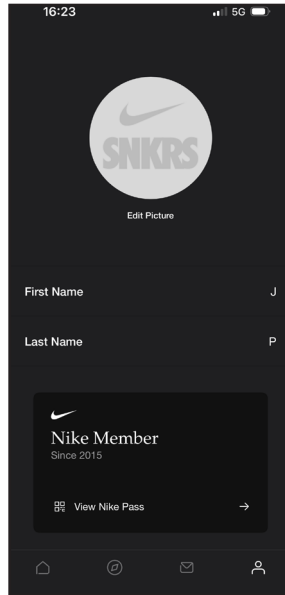 16:23 5G
SNKRS
Edit Picture
First Name J
Last Name P
Nike Member
Since 2015
View Nike Pass